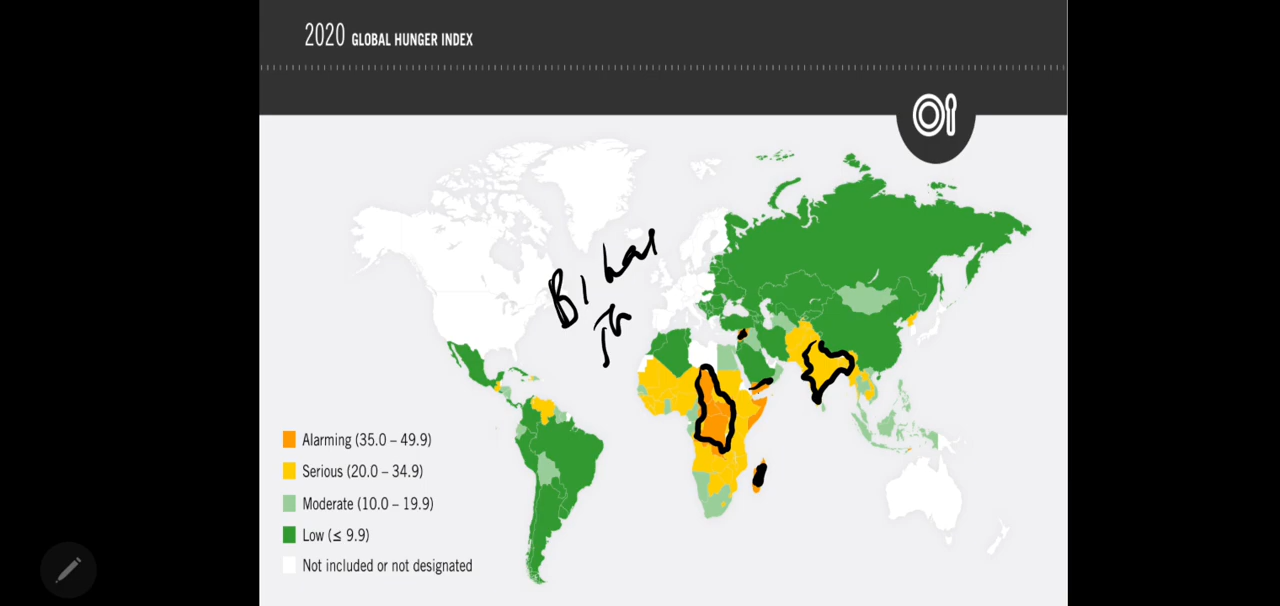 2020 GLOBAL HUNGER INDEX
Bihar
Alarming (35.0 – 49.9)
Serious (20.0 – 34.9)
Moderate (10.0 – 19.9)
Low (≤ 9.9)
Not included or not designated